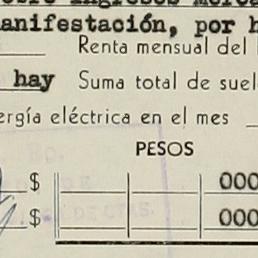 anifestación, por h
Renta mensual del
hay Suma total de suel
ergía eléctrica en el mes
PESOS
$ 000
$ 000